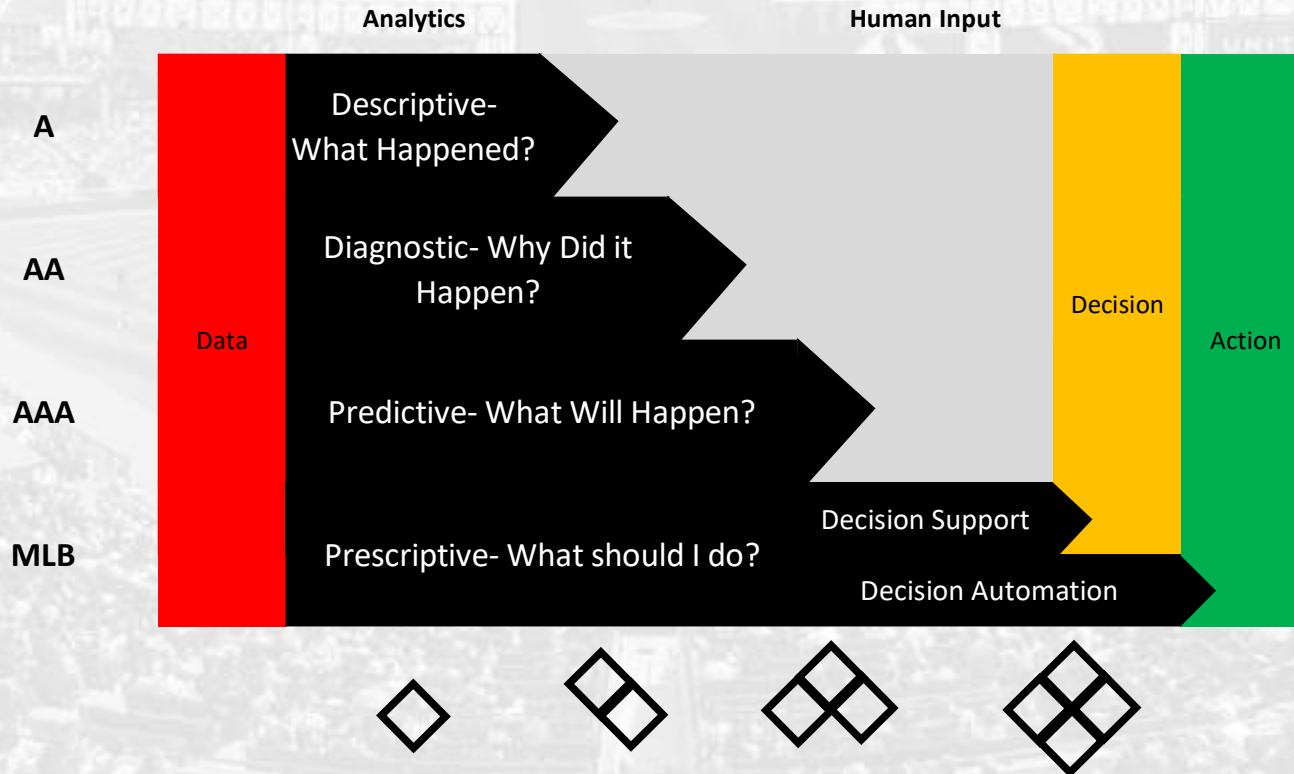 Analytics
Human Input
A
Descriptive-
What Happened?
AA
Diagnostic- Why Did it
Happen?
Data
Decision
Action
AAA
Predictive- What Will Happen?
MLB
Prescriptive- What should I do?
Decision Support
Decision Automation